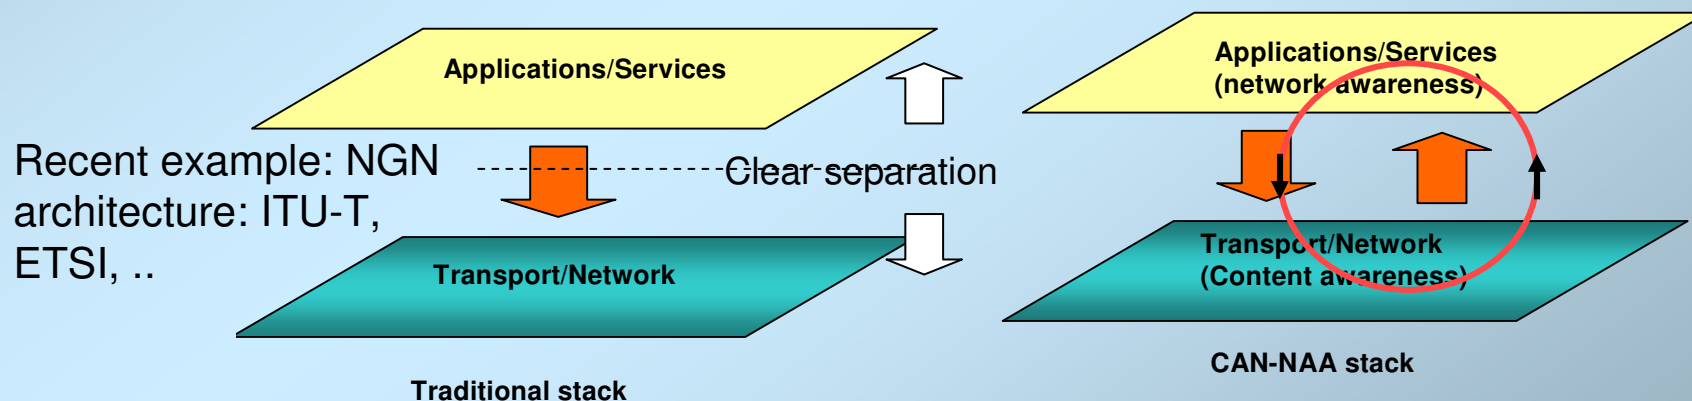 Recent example: NGN
architecture: ITU-T,
ETSI, ..
Applications/Services
Clear separation
Transport/Network
Traditional stack
Applications/Services
(network awareness)
Transport/Network
(Content awareness)
CAN-NAA stack